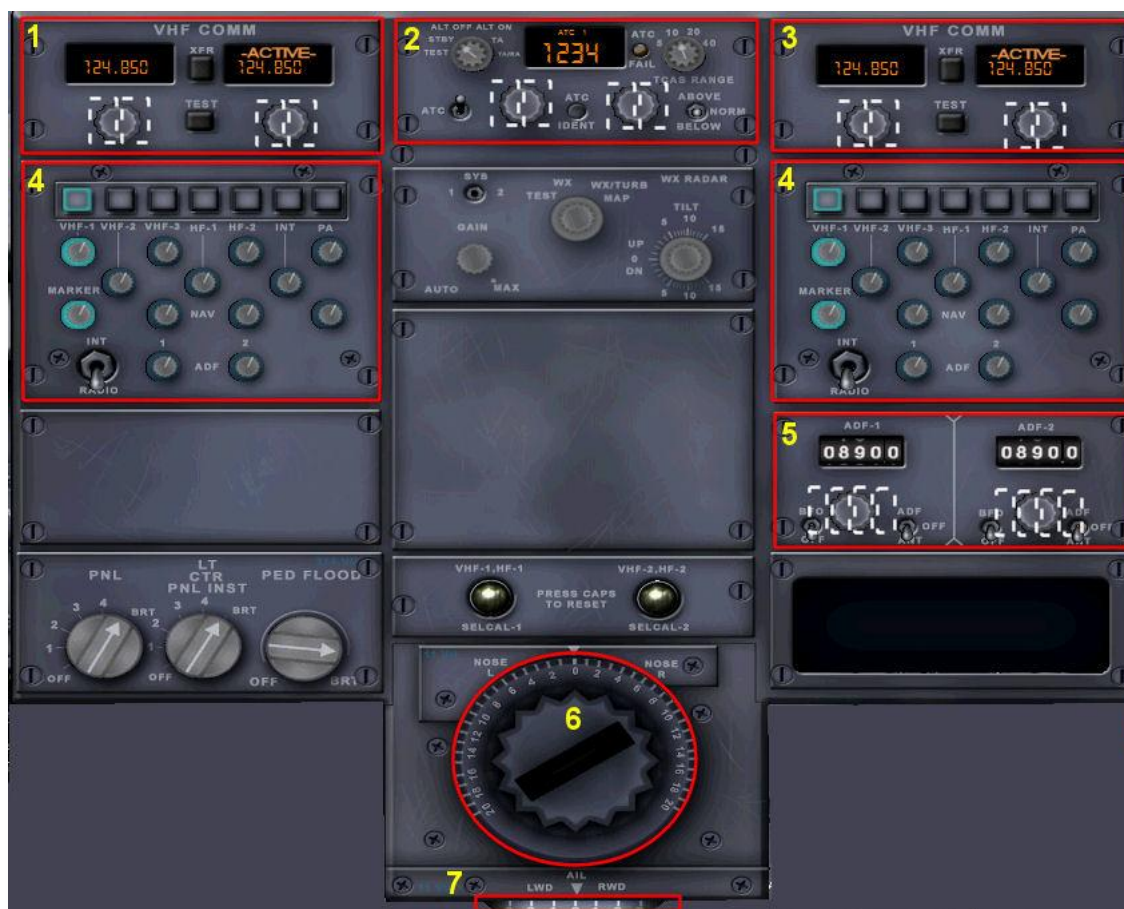 1
VHF COMM
XFR
-ACTIVE-
124.850
124.850
TEST
2
ALT OFF ALT ON
STBY
TA
TEST
TA/RA
ATC 1
1234
ATC
FAIL
5 10 20 40
TCAS RANGE
ATC
ATC
IDENT
ABOVE
NORM
BELOW
3
VHF COMM
XFR
-ACTIVE-
124.850
124.850
TEST
4
VHF-1 VHF-2 VHF-3 HF-1 HF-2 INT PA
MARKER
NAV
INT
1 2
ADF
RADIO
SYS
1 2
WX
TEST
WX/TURB
MAP
WX RADAR
TILT
GAIN
AUTO
MAX
5 10 15
UP
0
DN
5 10 15
4
VHF-1 VHF-2 VHF-3 HF-1 HF-2 INT PA
MARKER
NAV
INT
1 2
ADF
RADIO
5
ADF-1
08900
BFO
OFF
ADF
OFF
ANT
ADF-2
08900
BFO
OFF
ADF
OFF
ANT
PNL
OFF 1 2 3 4 BRT
LT
CTR
PNL INST
OFF 1 2 3 4 BRT
PED FLOOD
OFF
BRT
VHF-1,HF-1
VHF-2,HF-2
PRESS CAPS
TO RESET
SELCAL-1
SELCAL-2
NOSE
L
NOSE
R
20 18 16 14 12 10 8 6 4 2 0 2 4 6 8 10 12 14 16 18 20
6
7
AIL
LWD
RWD